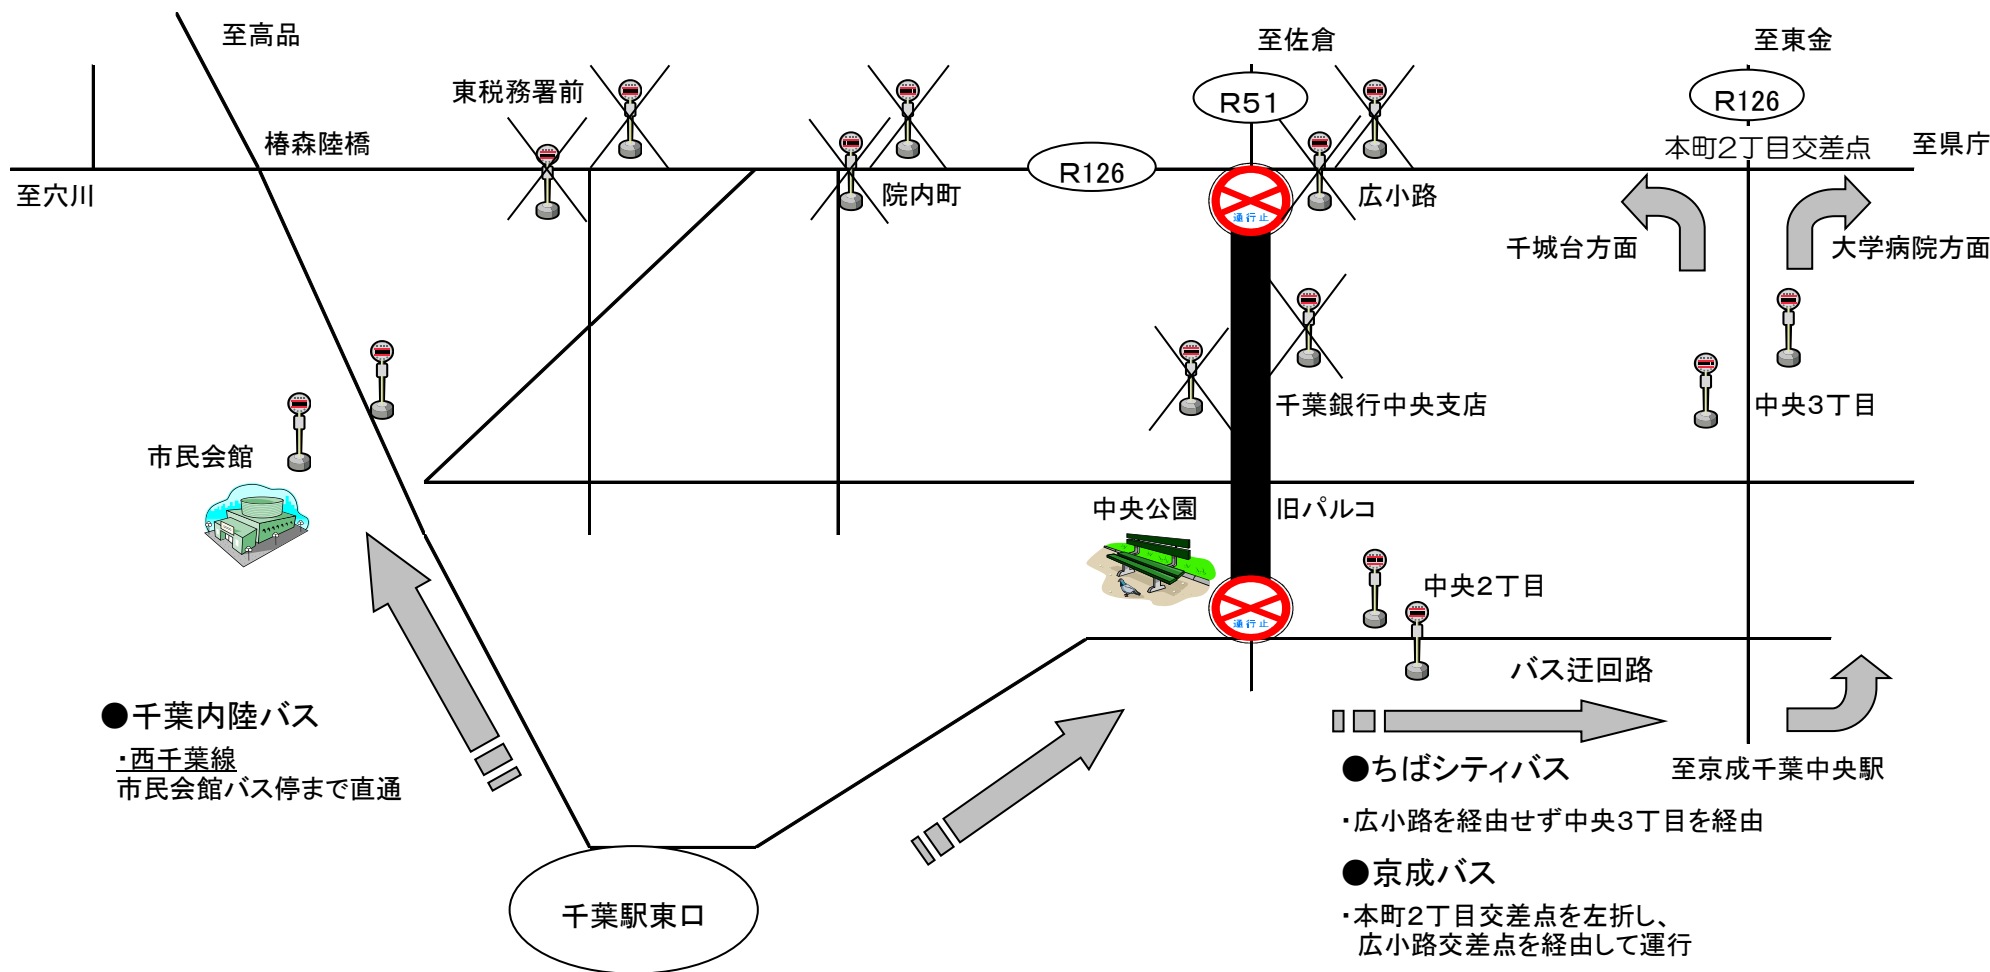 至高品
至佐倉
至東金
東税務署前
R51
R126
椿森陸橋
本町2丁目交差点
至県庁
R126
至穴川
院内町
広小路
運行止
千城台方面
大学病院方面
千葉銀行中央支店
中央3丁目
市民会館
中央公園
旧パルコ
中央2丁目
運行止
バス迂回路
●千葉内陸バス
・西千葉線
市民会館バス停まで直通
●ちばシティバス
至京成千葉中央駅
・広小路を経由せず中央3丁目を経由
●京成バス
・本町2丁目交差点を左折し、
広小路交差点を経由して運行
千葉駅東口